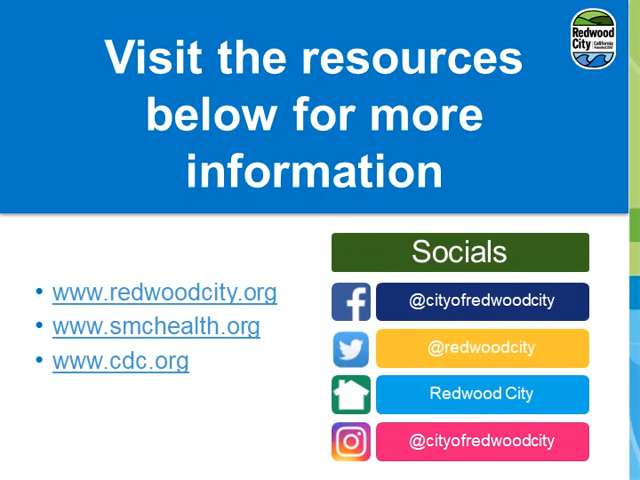 Visit the resources
below for more
information
Redwood
City
California
Socials
• www.redwoodcity.org
• www.smchealth.org
• www.cdc.org
@cityofredwoodcity
@redwoodcity
Redwood City
@cityofredwoodcity